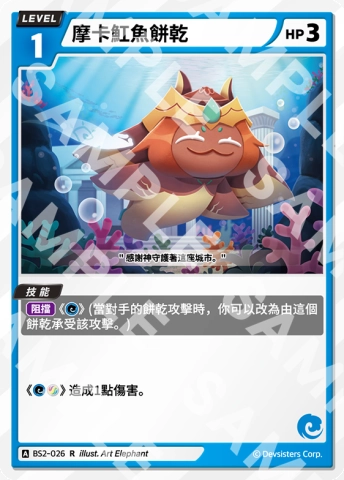 LEVEL
1
摩卡魟魚餅乾
HP 3
"感謝神守護著這座城市。"
技能
阻擋 《》(當對手的餅乾攻擊時，你可以改為由這個
餅乾承受該攻擊。)
《》造成1點傷害。
A BS2-026 R illust. Art Elephant
© Devsisters Corp.
SAMPLE